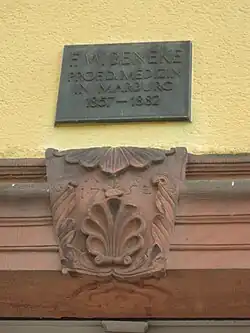 F. W. BENEKE
PROF. D. MEDIZIN
IN MARBURG
1857 — 1882